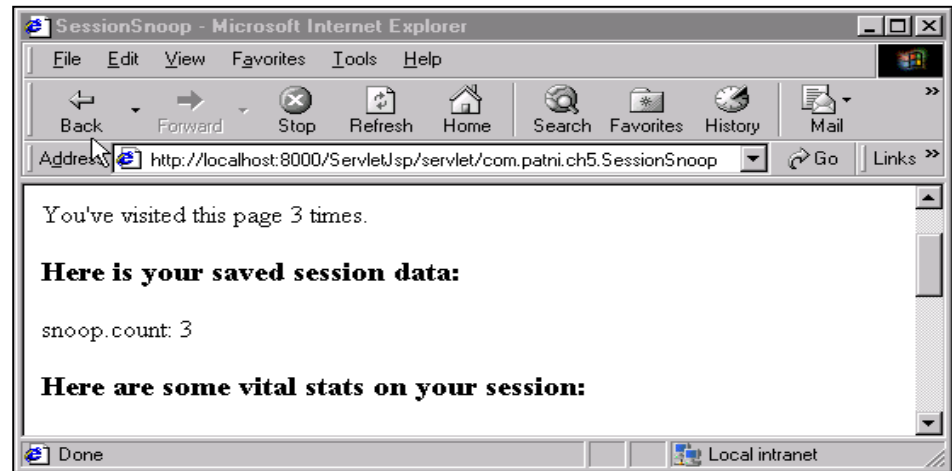 SessionSnoop - Microsoft Internet Explorer
File Edit View Favorites Tools Help
Back Forward Stop Refresh Home Search Favorites History Mail »
Address http://localhost:8000/ServletJsp/servlet/com.patni.ch5.SessionSnoop Go Links »
You've visited this page 3 times.
Here is your saved session data:
snoop.count: 3
Here are some vital stats on your session:
Done Local intranet